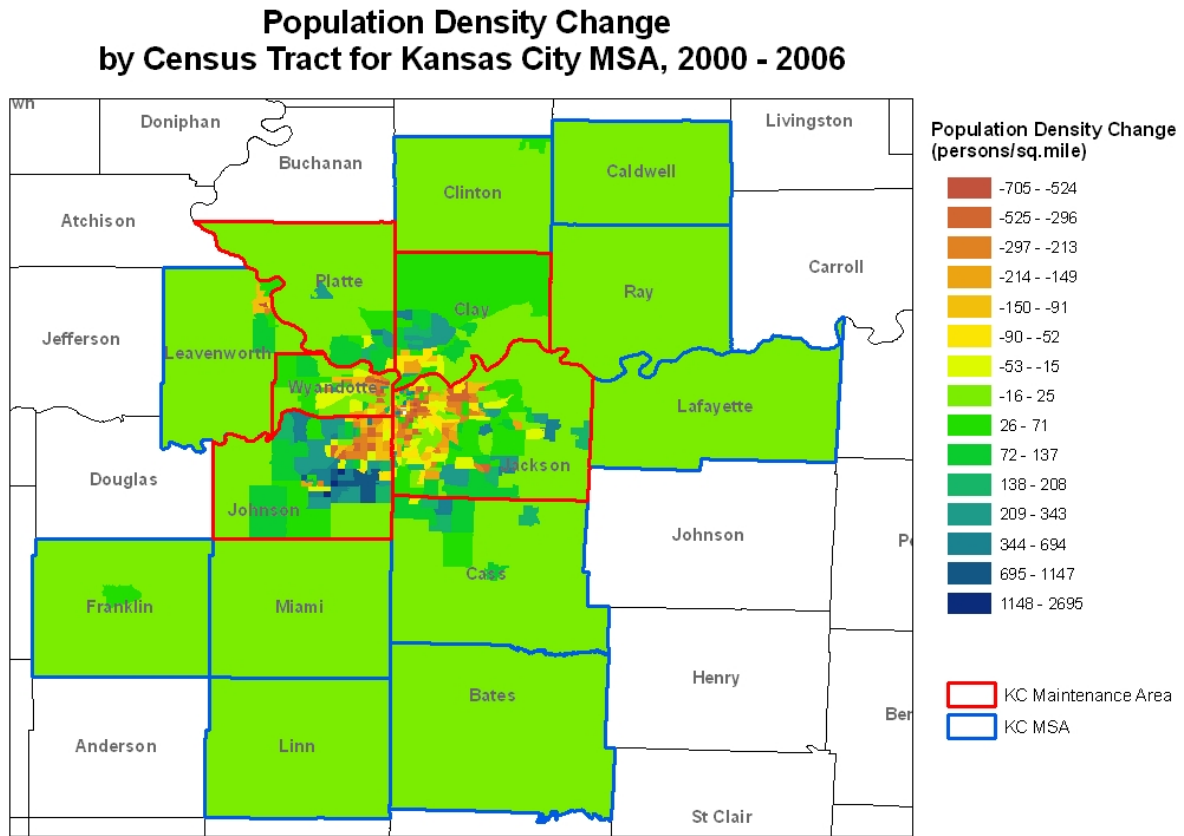 Population Density Change
by Census Tract for Kansas City MSA, 2000 - 2006
wn
Doniphan
Livingston
Buchanan
Caldwell
Clinton
Atchison
Carroll
Platte
Ray
Clay
Jefferson
Leavenworth
Wyandotte
Lafayette
Jackson
Douglas
Johnson
Johnson
Pe
Cass
Franklin
Miami
Henry
Bates
Ber
Anderson
Linn
St Clair
Population Density Change
(persons/sq.mile)
-705 - -524
-525 - -296
-297 - -213
-214 - -149
-150 - -91
-90 - -52
-53 - -15
-16 - 25
26 - 71
72 - 137
138 - 208
209 - 343
344 - 694
695 - 1147
1148 - 2695
KC Maintenance Area
KC MSA